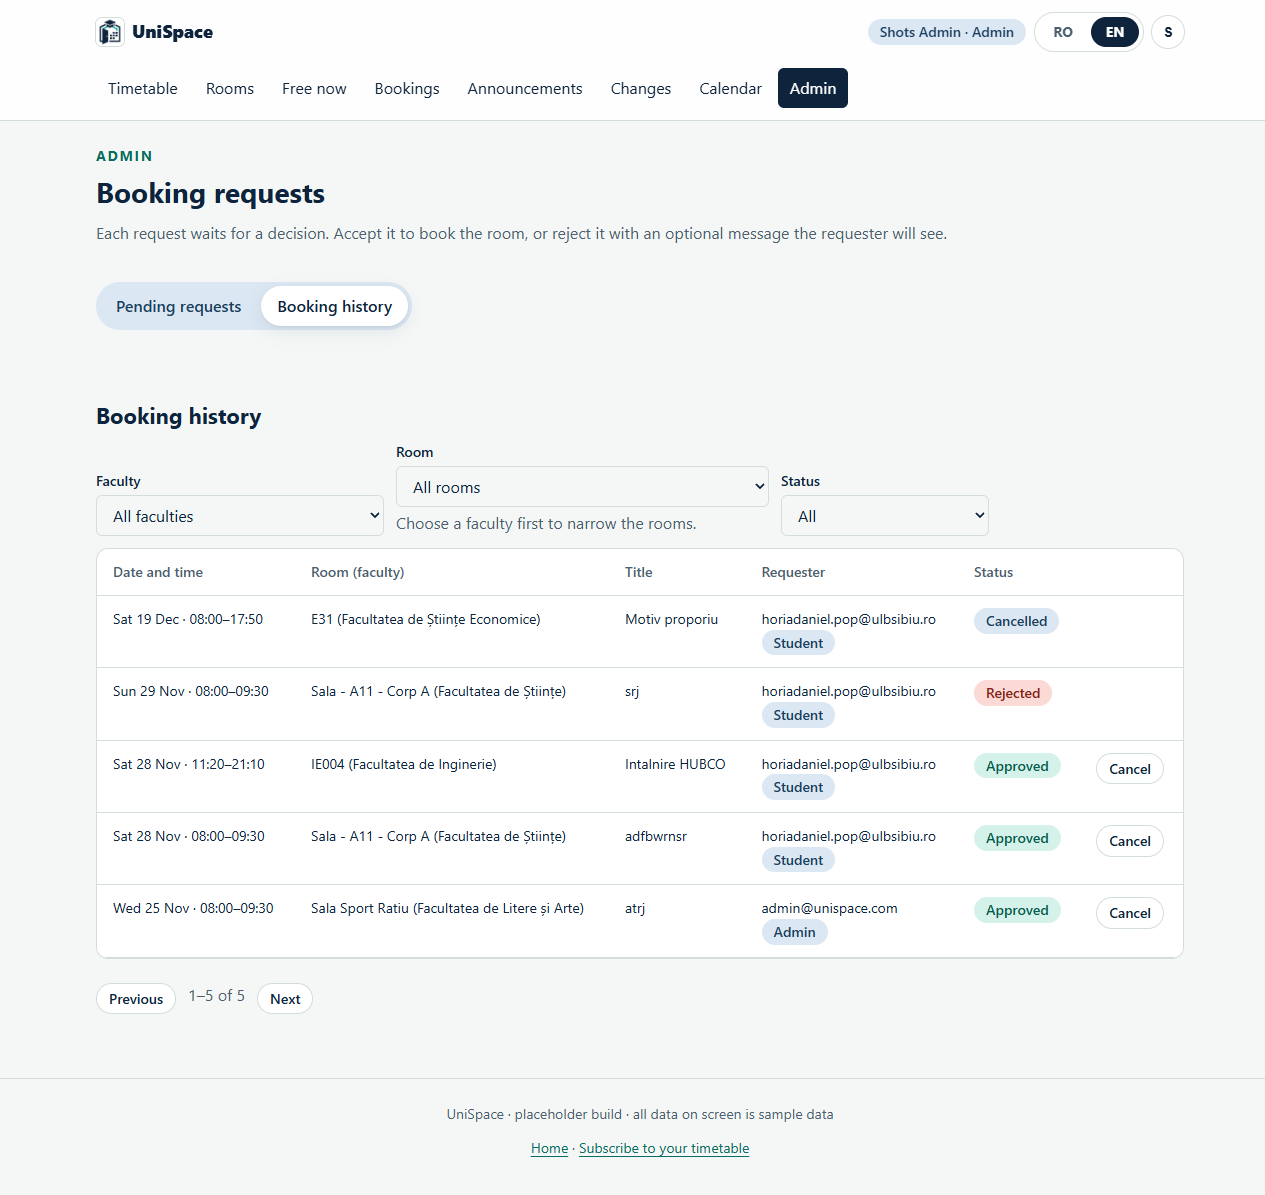 UniSpace
Shots Admin · Admin
RO
EN
S
Timetable
Rooms
Free now
Bookings
Announcements
Changes
Calendar
Admin
ADMIN
Booking requests
Each request waits for a decision. Accept it to book the room, or reject it with an optional message the requester will see.
Pending requests
Booking history
Booking history
Faculty
All faculties
Room
All rooms
Choose a faculty first to narrow the rooms.
Status
All
Date and time Room (faculty) Title Requester Status
Sat 19 Dec · 08:00–17:50 E31 (Facultatea de Științe Economice) Motiv proporiu horiadaniel.pop@ulbsibiu.ro Cancelled
Student
Sun 29 Nov · 08:00–09:30 Sala - A11 - Corp A (Facultatea de Științe) srj horiadaniel.pop@ulbsibiu.ro Rejected
Student
Sat 28 Nov · 11:20–21:10 IE004 (Facultatea de Inginerie) Intalnire HUBCO horiadaniel.pop@ulbsibiu.ro Approved Cancel
Student
Sat 28 Nov · 08:00–09:30 Sala - A11 - Corp A (Facultatea de Științe) adfbwrnsr horiadaniel.pop@ulbsibiu.ro Approved Cancel
Student
Wed 25 Nov · 08:00–09:30 Sala Sport Ratiu (Facultatea de Litere și Arte) atrj admin@unispace.com Approved Cancel
Admin
Previous 1–5 of 5 Next
UniSpace · placeholder build · all data on screen is sample data
Home · Subscribe to your timetable